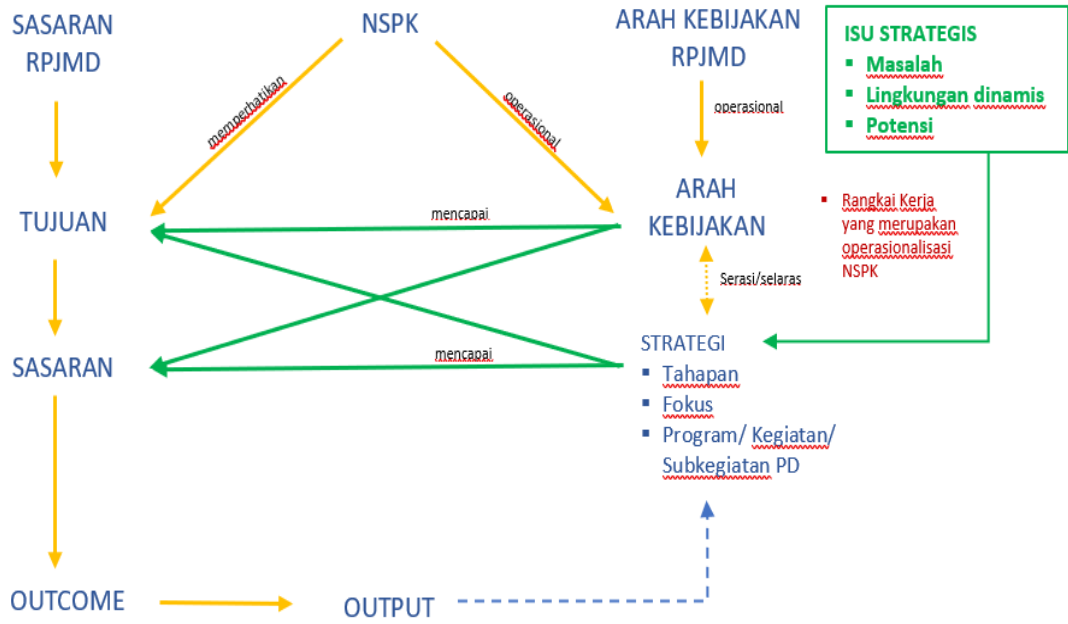 SASARAN
RPJMD
NSPK
ARAH KEBIJAKAN
RPJMD
ISU STRATEGIS
▪ Masalah
▪ Lingkungan dinamis
▪ Potensi
memperhatikan
operasional
operasional
TUJUAN
mencapai
ARAH
KEBIJAKAN
▪ Rangkai Kerja
yang merupakan
operasionalisasi
NSPK
Serasi/selaras
SASARAN
mencapai
STRATEGI
▪ Tahapan
▪ Fokus
▪ Program/ Kegiatan/
Subkegiatan PD
OUTCOME
OUTPUT